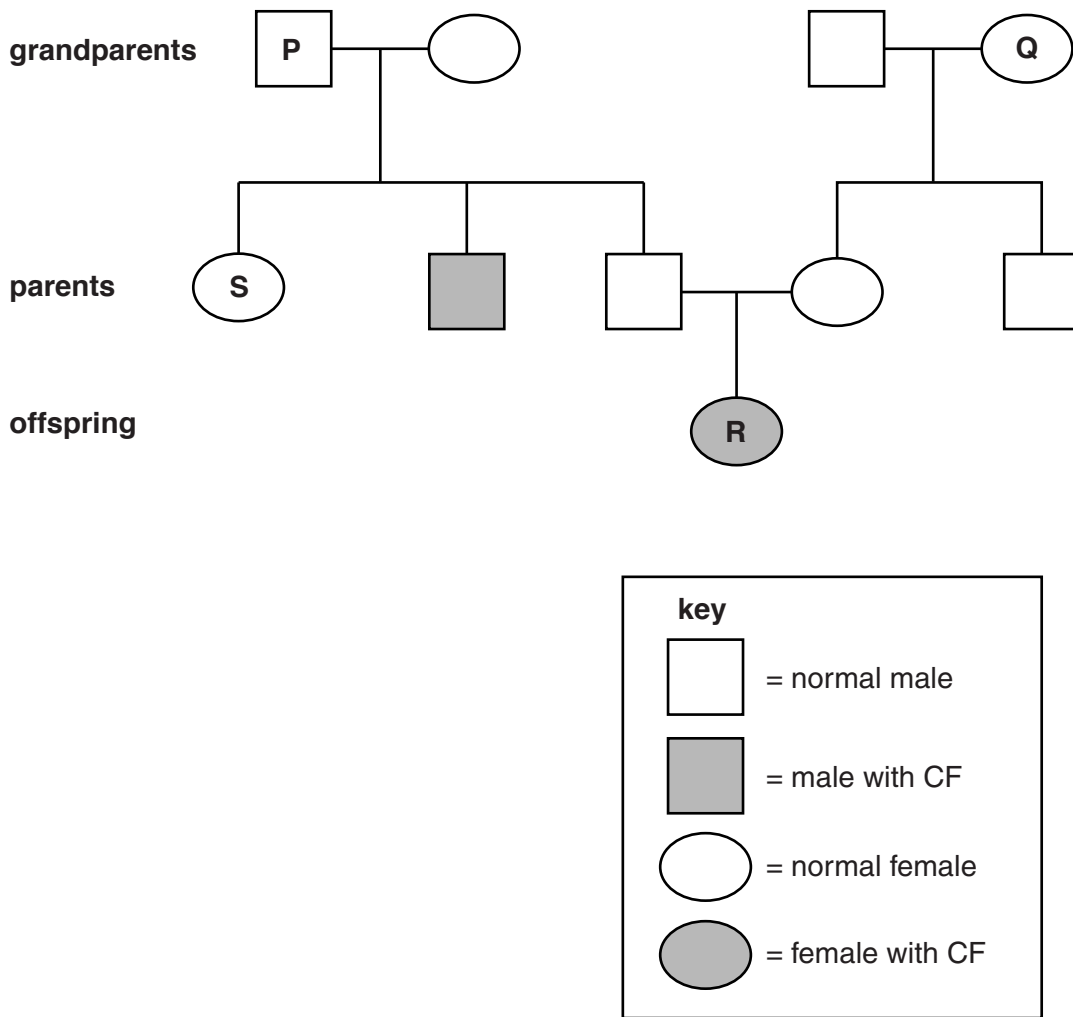 grandparents
P
Q
parents
S
offspring
R
key
= normal male
= male with CF
= normal female
= female with CF